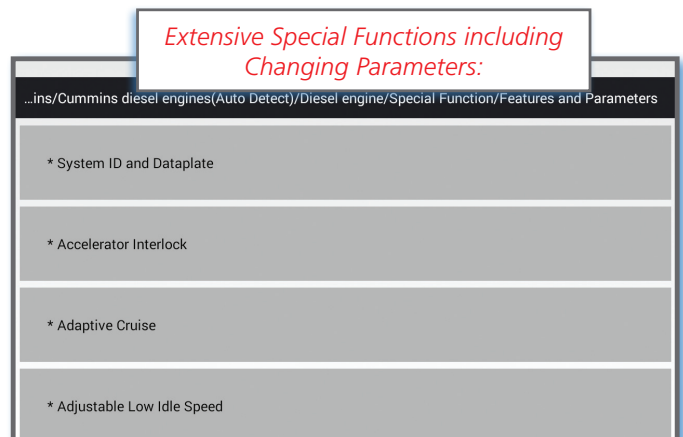 Extensive Special Functions including
Changing Parameters:
...ins/Cummins diesel engines(Auto Detect)/Diesel engine/Special Function/Features and Parameters
* System ID and Dataplate
* Accelerator Interlock
* Adaptive Cruise
* Adjustable Low Idle Speed